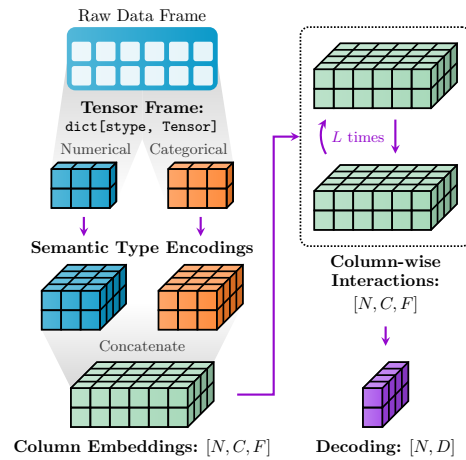 Raw Data Frame
Tensor Frame:
dict[stype, Tensor]
Numerical
Categorical
Semantic Type Encodings
Concatenate
Column Embeddings: [N, C, F]
L times
Column-wise
Interactions:
[N, C, F]
Decoding: [N, D]